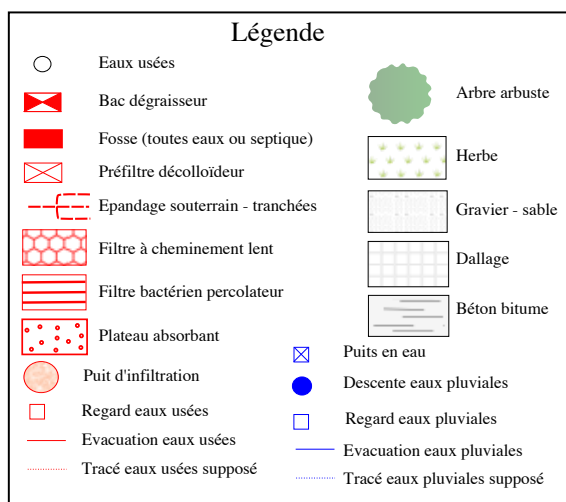 Légende
Eaux usées
Bac dégraisseur
Fosse (toutes eaux ou septique)
Préfiltre décolloïdeur
Epandage souterrain - tranchées
Filtre à cheminement lent
Filtre bactérien percolateur
Plateau absorbant
Puit d'infiltration
Regard eaux usées
Evacuation eaux usées
Tracé eaux usées supposé
Arbre arbuste
Herbe
Gravier - sable
Dallage
Béton bitume
Puits en eau
Descente eaux pluviales
Regard eaux pluviales
Evacuation eaux pluviales
Tracé eaux pluviales supposé